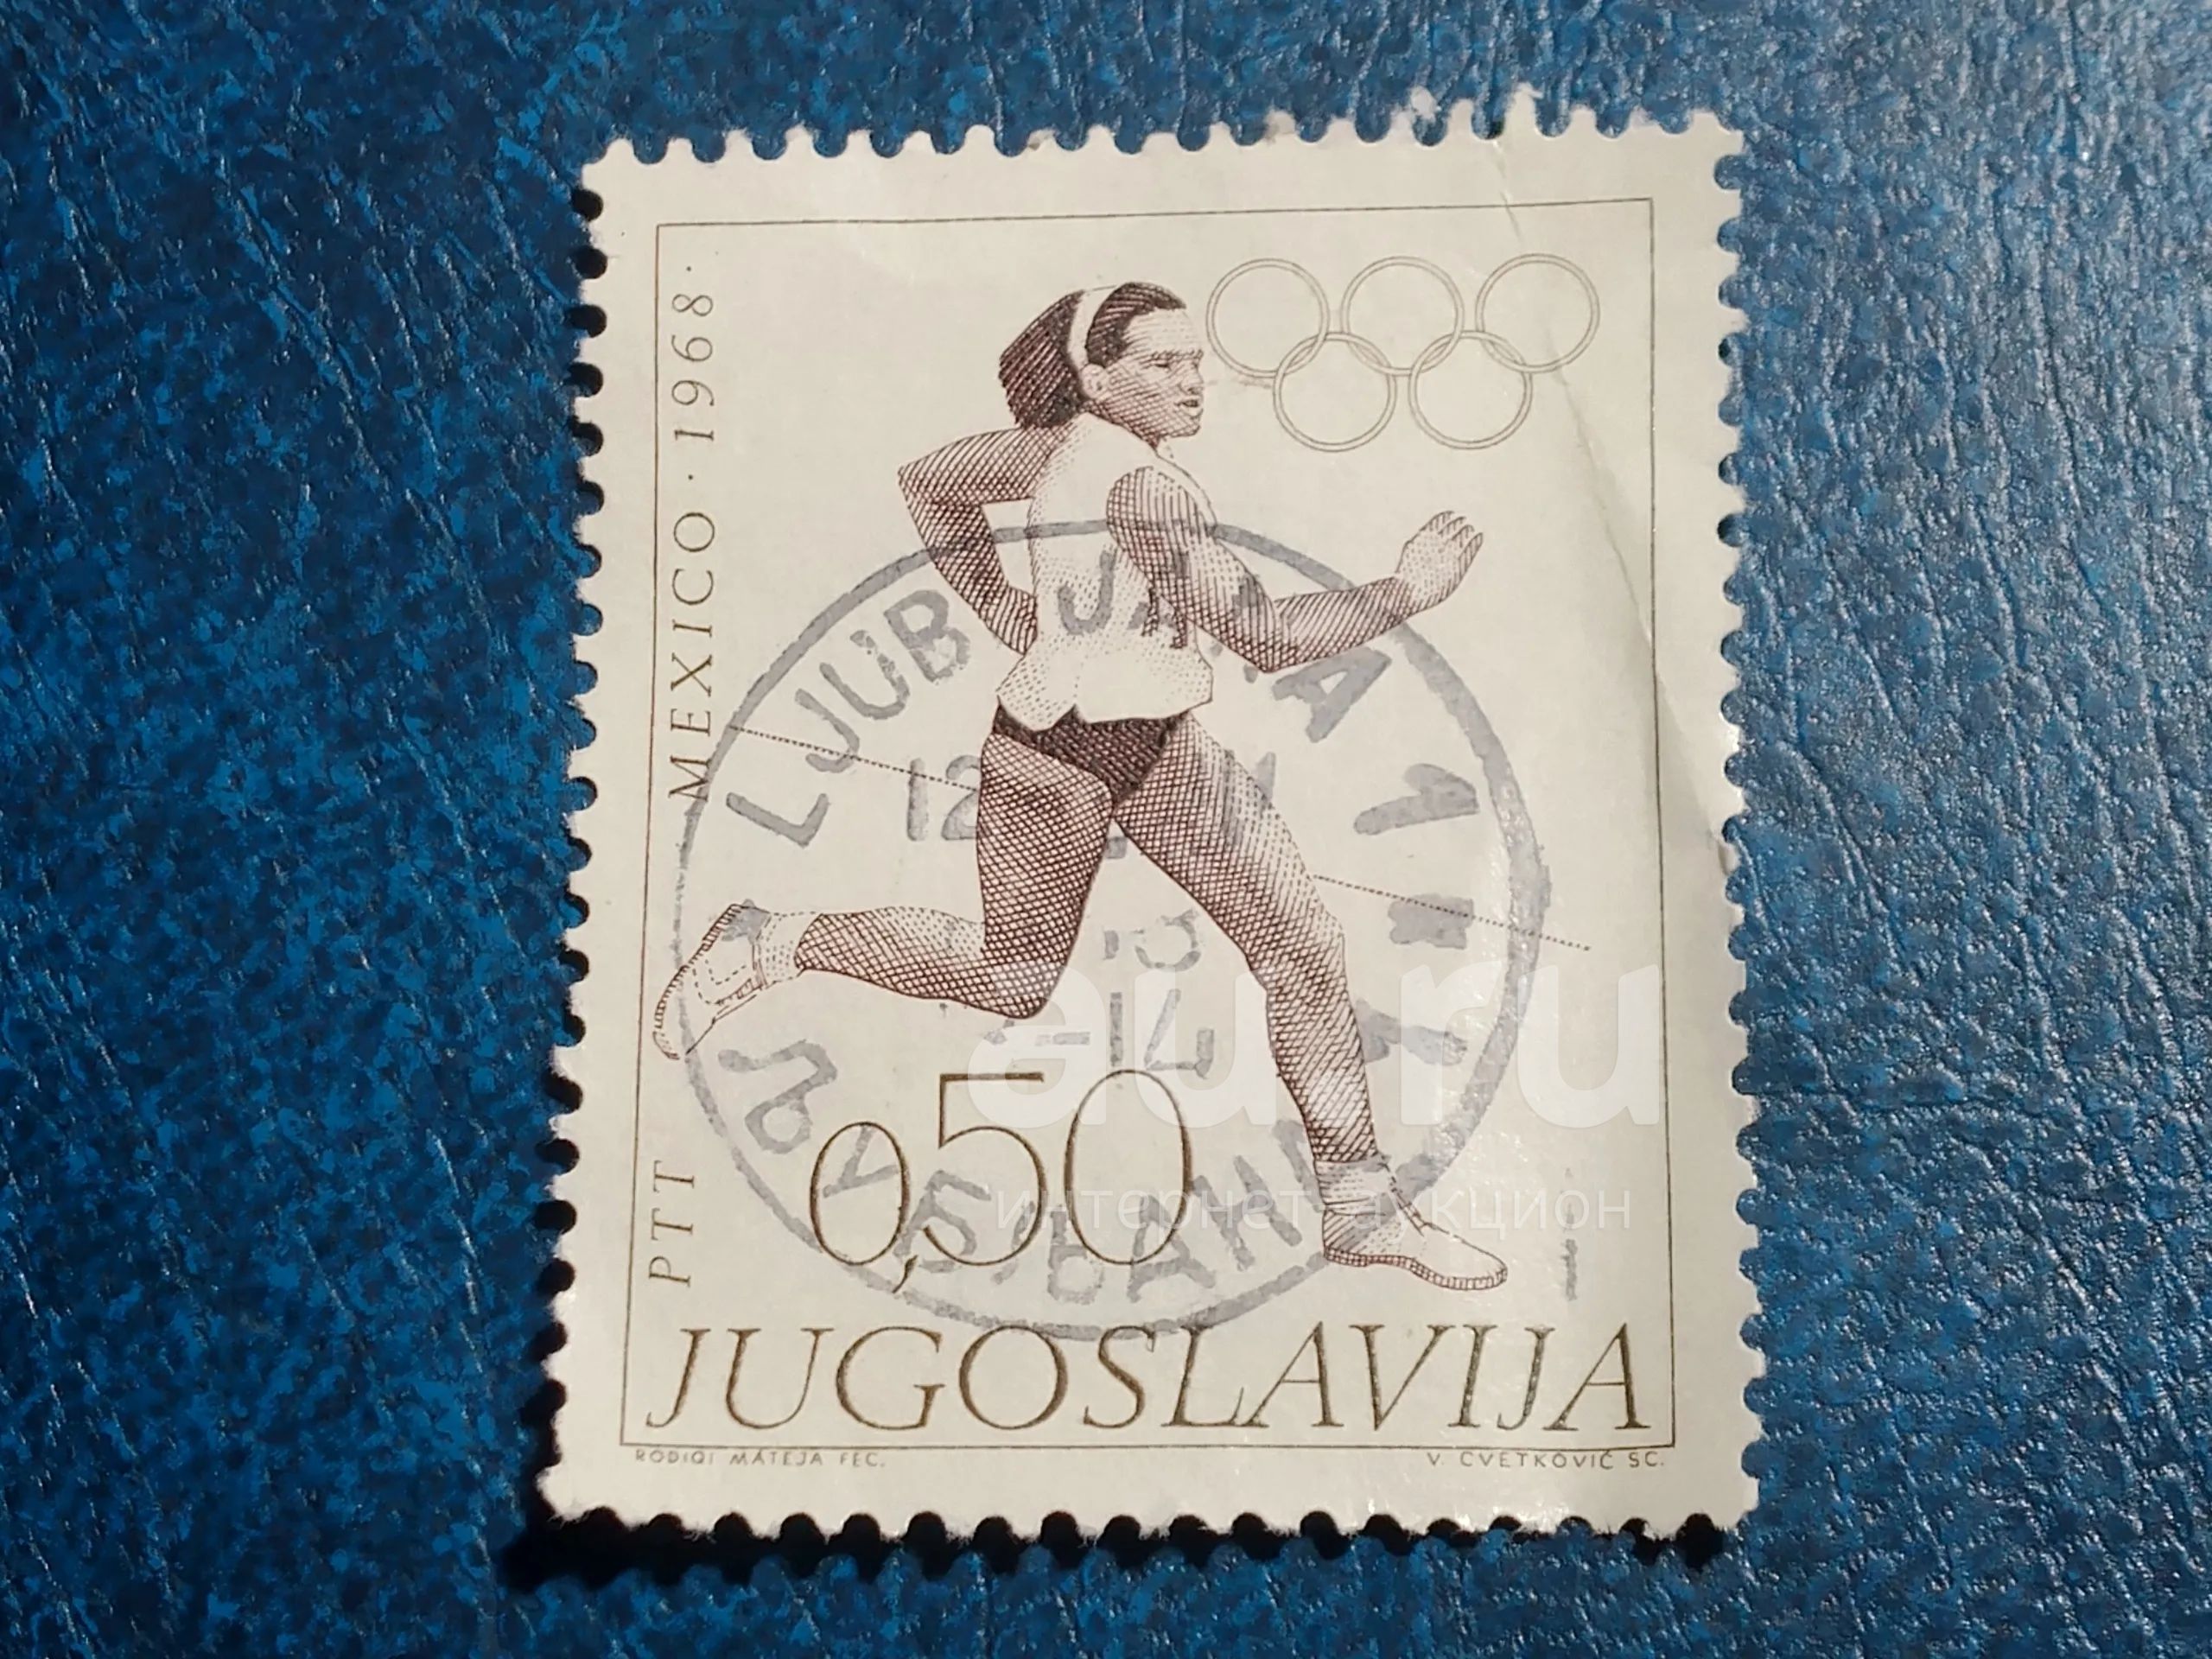 MEXICO · 1968 ·
PTT
0,50
JUGOSLAVIJA
RODIQI MATEJA FEC.
V. CVETKOVIĆ SC.
au.ru
интернет аукцион